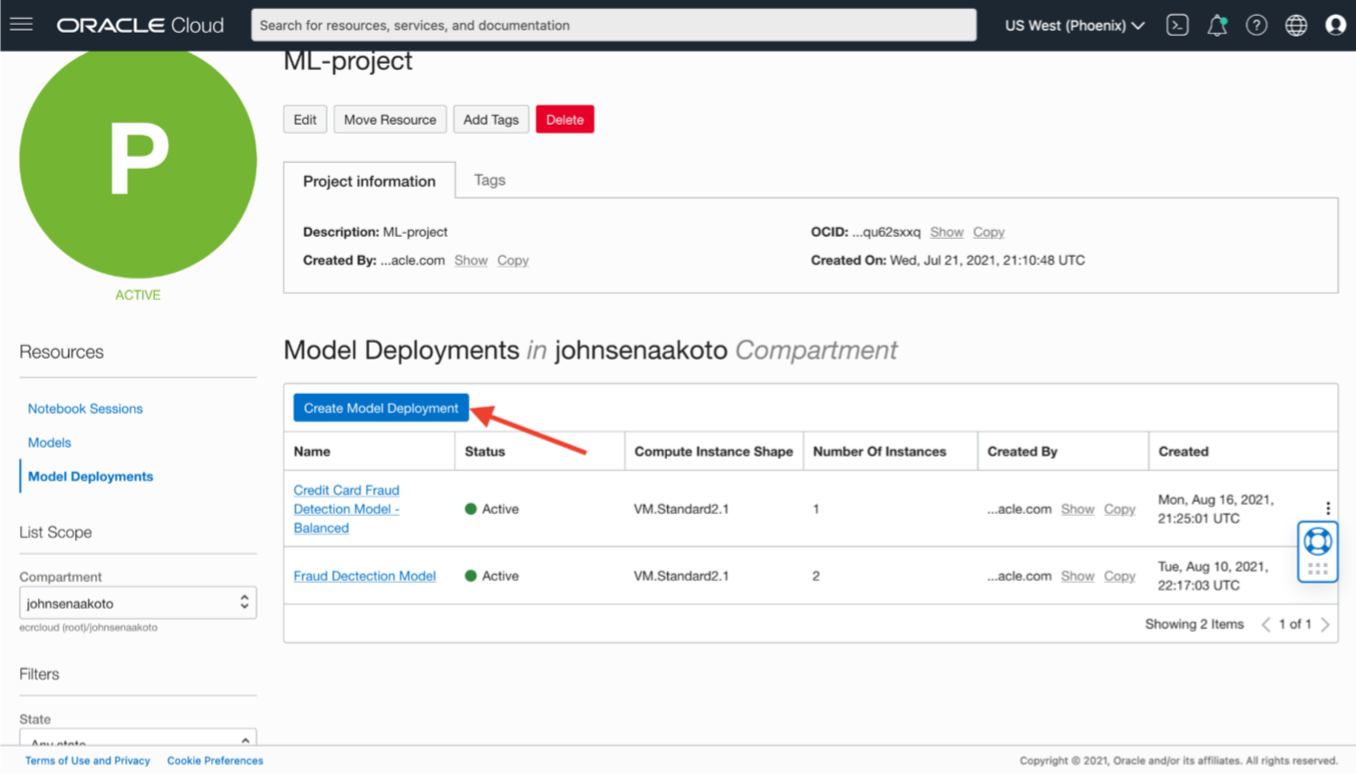 ORACLE Cloud
Search for resources, services, and documentation
US West (Phoenix)
ML-project
P
ACTIVE
Edit
Move Resource
Add Tags
Delete
Project information
Tags
Description: ML-project
OCID: ...qu62sxxq Show Copy
Created By: ...acle.com Show Copy
Created On: Wed, Jul 21, 2021, 21:10:48 UTC
Resources
Notebook Sessions
Models
Model Deployments
List Scope
Compartment
johnsenaakoto
ecrcloud (root)/johnsenaakoto
Filters
State
Any state
Model Deployments in johnsenaakoto Compartment
Create Model Deployment
Name Status Compute Instance Shape Number Of Instances Created By Created
Credit Card Fraud
Detection Model -
Balanced
Active
VM.Standard2.1
1
...acle.com Show Copy
Mon, Aug 16, 2021,
21:25:01 UTC
Fraud Dectection Model
Active
VM.Standard2.1
2
...acle.com Show Copy
Tue, Aug 10, 2021,
22:17:03 UTC
Showing 2 Items
1 of 1
Terms of Use and Privacy
Cookie Preferences
Copyright © 2021, Oracle and/or its affiliates. All rights reserved.